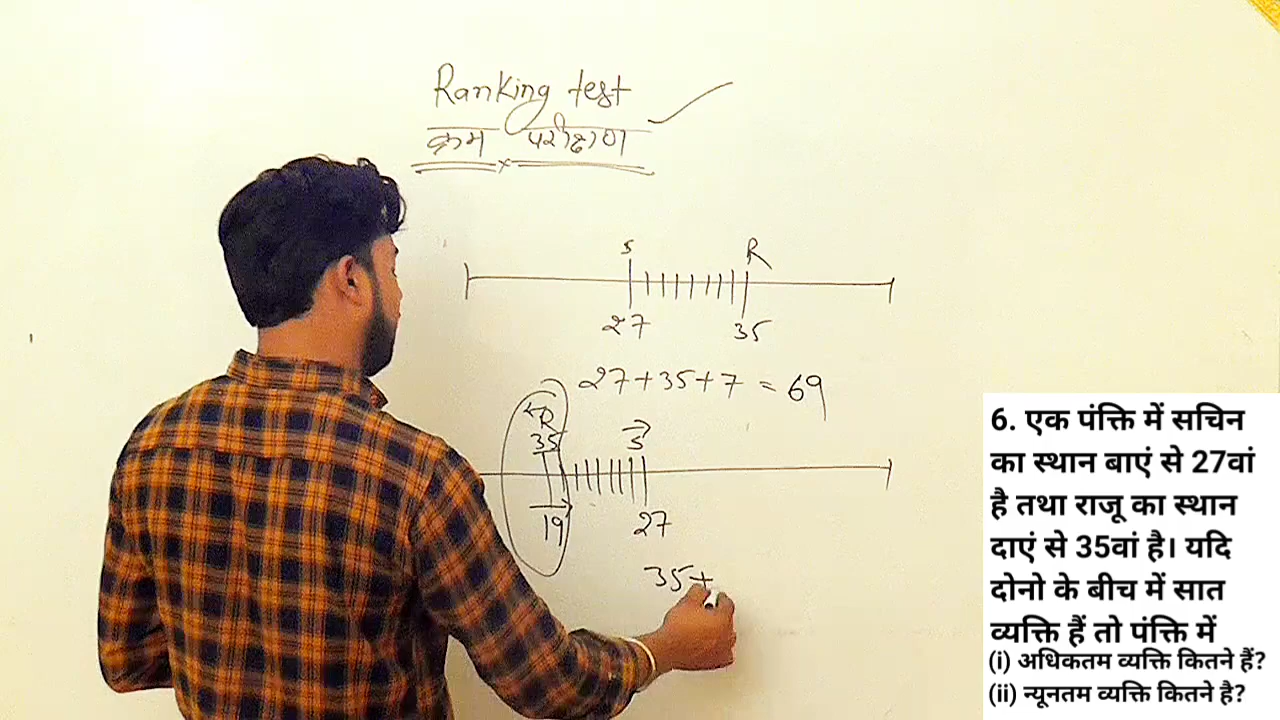 Ranking test
क्रम परीक्षण
S R
27 35
27+35+7 = 69
R
35 S
19 27
35+
6. एक पंक्ति में सचिन
का स्थान बाएं से 27वां
है तथा राजू का स्थान
दाएं से 35वां है। यदि
दोनो के बीच में सात
व्यक्ति हैं तो पंक्ति में
(i) अधिकतम व्यक्ति कितने हैं?
(ii) न्यूनतम व्यक्ति कितने है?